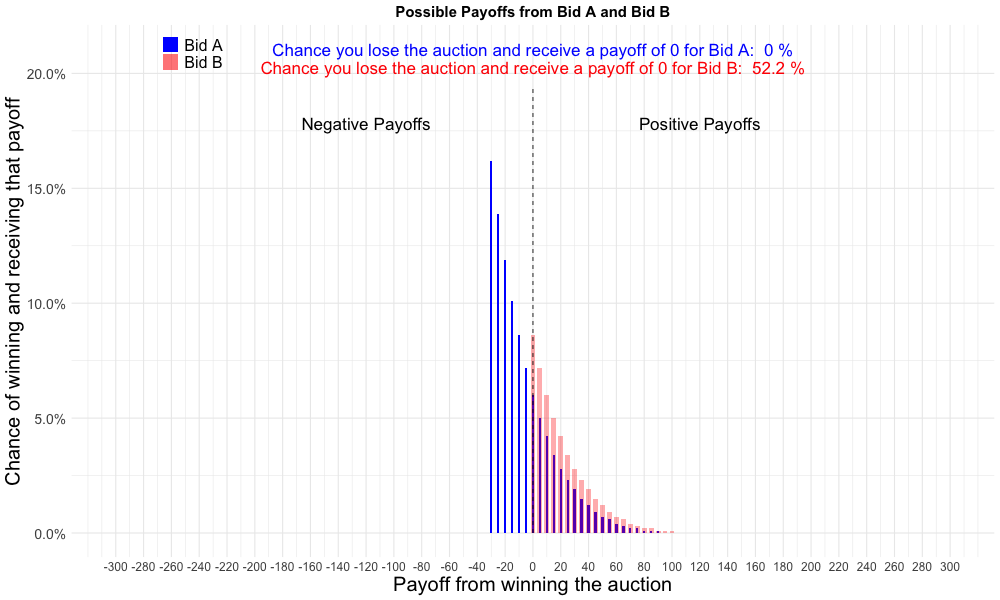 Possible Payoffs from Bid A and Bid B
Bid A
Bid B
Chance you lose the auction and receive a payoff of 0 for Bid A:  0 %
Chance you lose the auction and receive a payoff of 0 for Bid B:  52.2 %
Negative Payoffs
Positive Payoffs
Chance of winning and receiving that payoff
20.0%
15.0%
10.0%
5.0%
0.0%
-300 -280 -260 -240 -220 -200 -180 -160 -140 -120 -100 -80 -60 -40 -20 0 20 40 60 80 100 120 140 160 180 200 220 240 260 280 300
Payoff from winning the auction